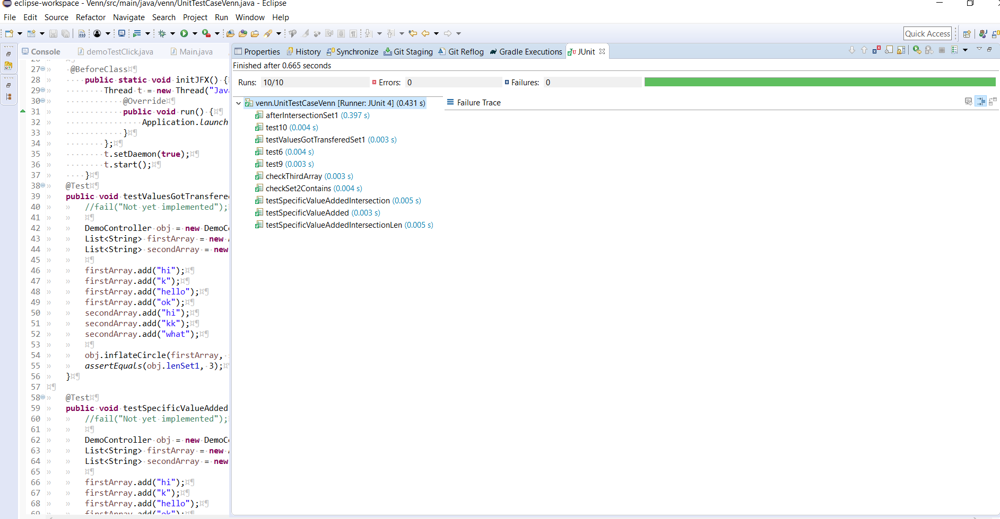 eclipse-workspace - Venn/src/main/java/venn/UnitTestCaseVenn.java - Eclipse
File Edit Source Refactor Navigate Search Project Run Window Help
Quick Access
Console demoTestClick.java Main.java
Properties History Synchronize Git Staging Git Reflog Gradle Executions JUnit
27 @BeforeClass
28 public static void initJFX() {
29 Thread t = new Thread("Jav
30 @Override
31 public void run() {
32 Application.launch
33 }
34 };
35 t.setDaemon(true);
36 t.start();
37 }
38 @Test
39 public void testValuesGotTransfere
40 //fail("Not yet implemented");
41
42 DemoController obj = new DemoC
43 List<String> firstArray = new
44 List<String> secondArray = new
45
46 firstArray.add("hi");
47 firstArray.add("k");
48 firstArray.add("hello");
49 firstArray.add("ok");
50 secondArray.add("hi");
51 secondArray.add("kk");
52 secondArray.add("what");
53
54 obj.inflateCircle(firstArray,
55 assertEquals(obj.lenSet1, 3);
56 }
57
58 @Test
59 public void testSpecificValueAdded
60 //fail("Not yet implemented");
61
62 DemoController obj = new DemoC
63 List<String> firstArray = new
64 List<String> secondArray = new
65
66 firstArray.add("hi");
67 firstArray.add("k");
68 firstArray.add("hello");
69 firstArray.add("ok");
Finished after 0.665 seconds
Runs: 10/10 Errors: 0 Failures: 0
venn.UnitTestCaseVenn [Runner: JUnit 4] (0.431 s)
afterIntersectionSet1 (0.397 s)
test10 (0.004 s)
testValuesGotTransferedSet1 (0.003 s)
test6 (0.004 s)
test9 (0.003 s)
checkThirdArray (0.003 s)
checkSet2Contains (0.004 s)
testSpecificValueAddedIntersection (0.005 s)
testSpecificValueAdded (0.003 s)
testSpecificValueAddedIntersectionLen (0.005 s)
Failure Trace